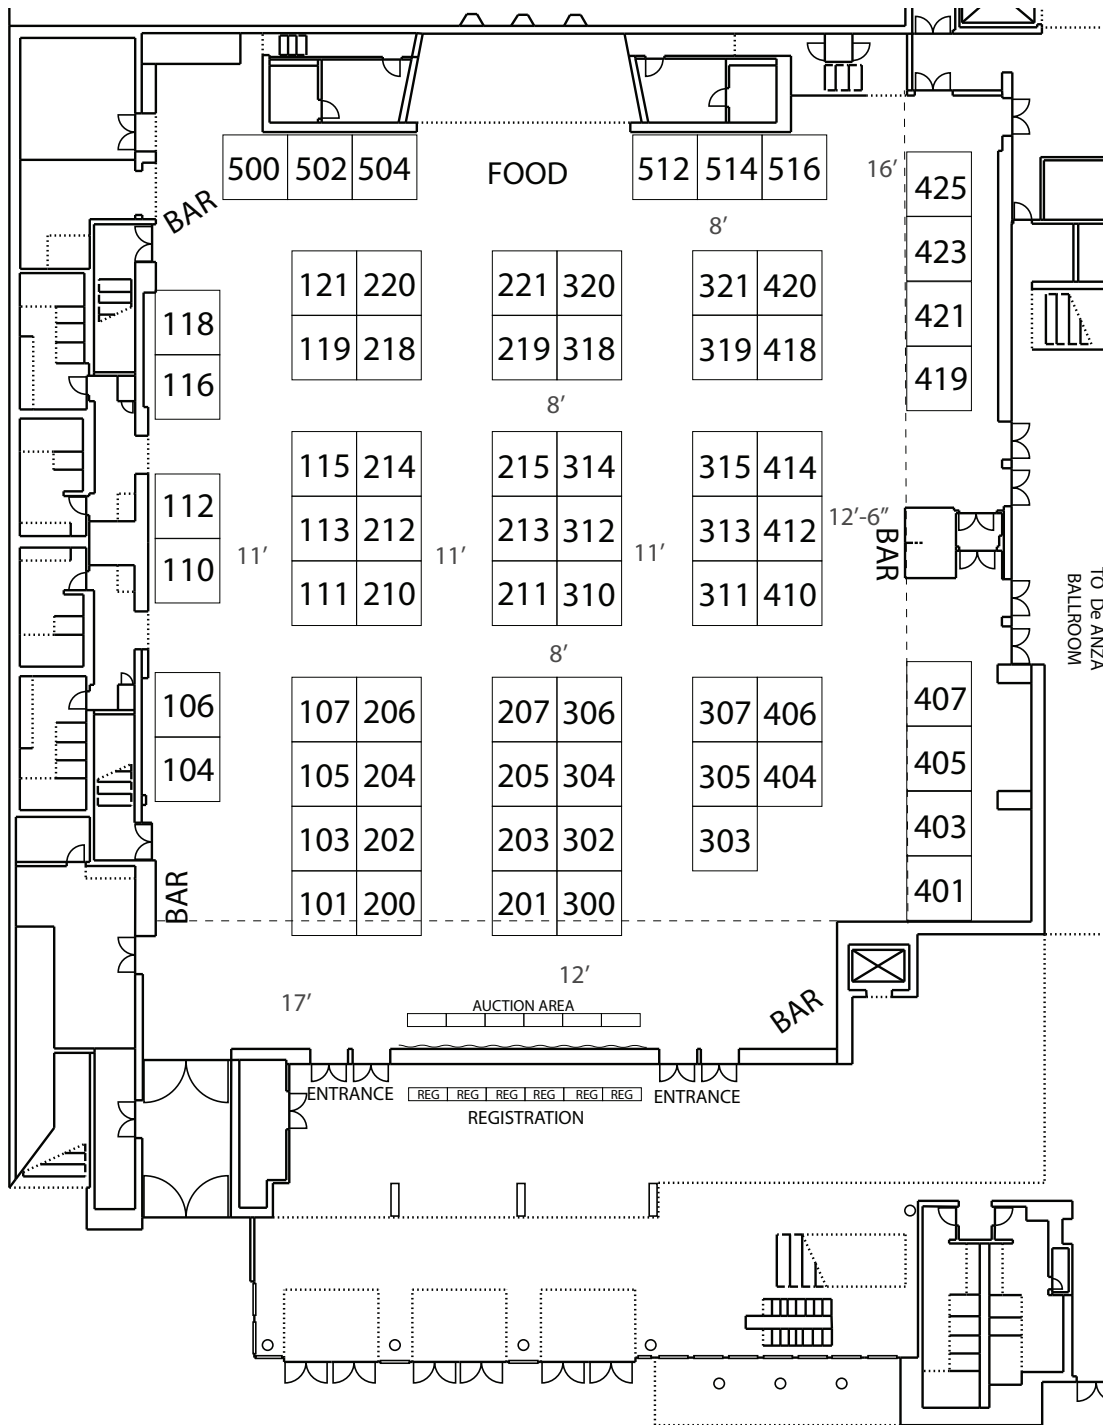 500 502 504 FOOD 512 514 516 16’ 425
BAR
8’
423
121 220 221 320 321 420
118 421
119 218 219 318 319 418
116 419
8’
115 214 215 314 315 414
112
113 212 213 312 313 412 12’-6”
BAR
110 11’ 11’ 11’
111 210 211 310 311 410
TO De ANZA
BALLROOM
8’
106 107 206 207 306 307 406 407
104 105 204 205 304 305 404 405
103 202 203 302 303 403
BAR
101 200 201 300 401
12’
17’
AUCTION AREA
BAR
ENTRANCE REG REG REG REG REG REG ENTRANCE
REGISTRATION